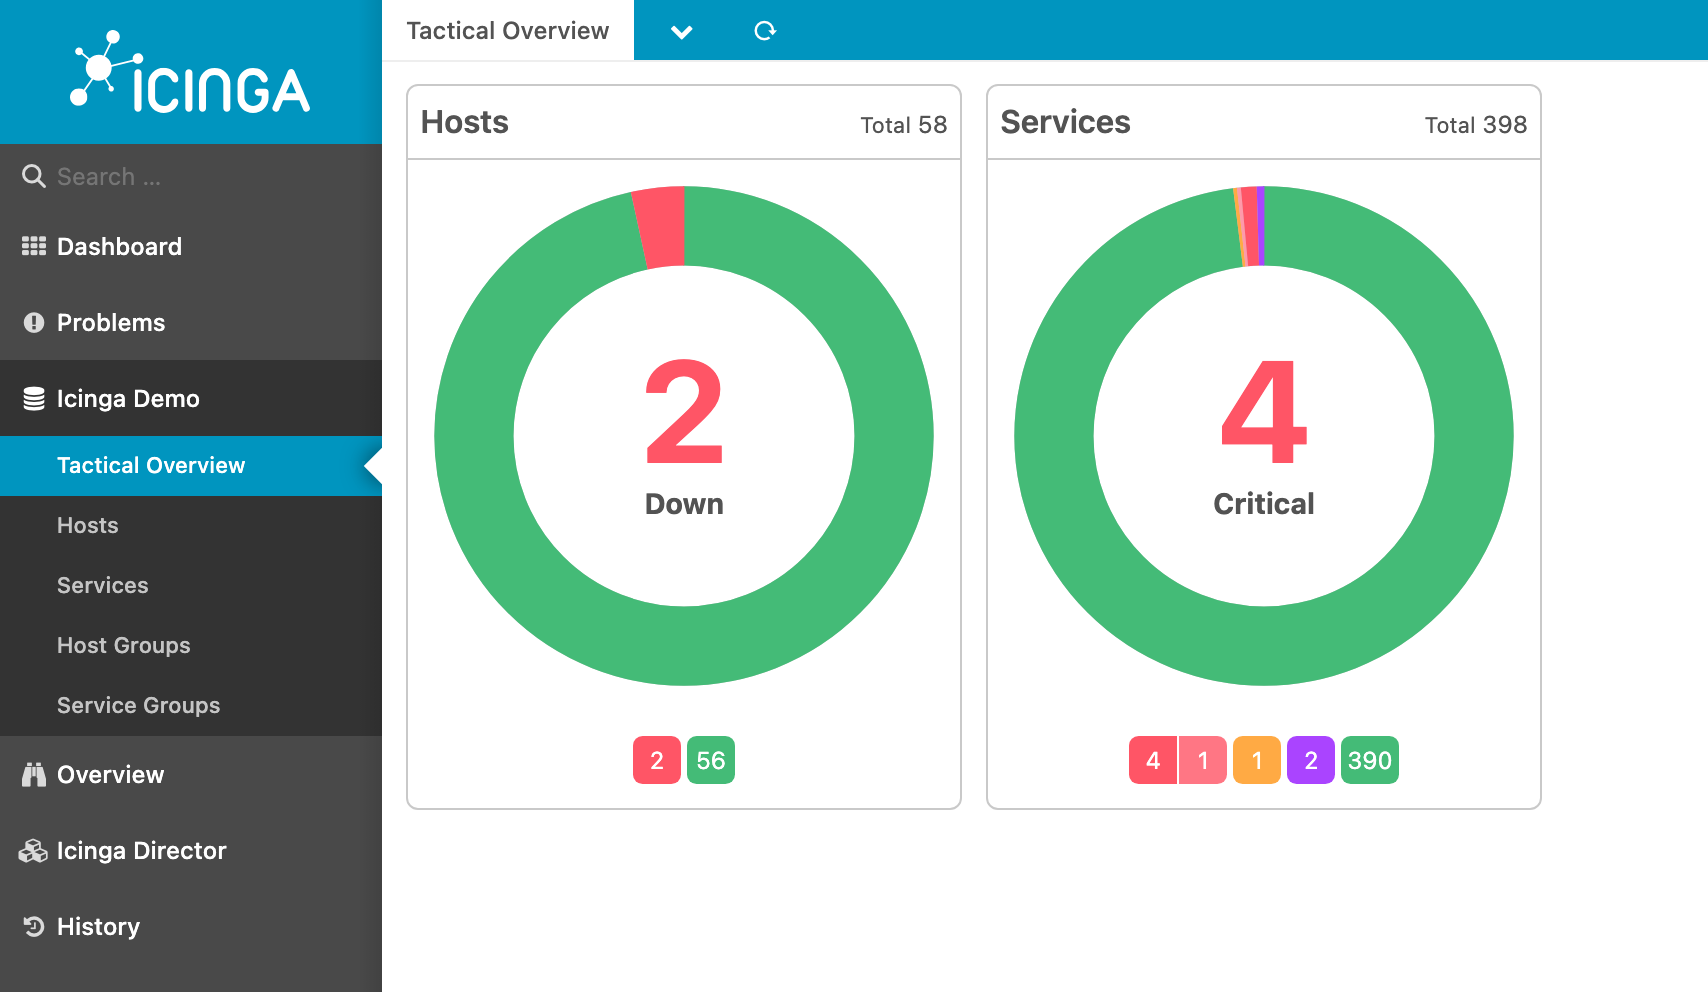 ICINGA
Search ...
Dashboard
Problems
Icinga Demo
Tactical Overview
Hosts
Services
Host Groups
Service Groups
Overview
Icinga Director
History
Tactical Overview
Hosts
Total 58
2
Down
2 56
Services
Total 398
4
Critical
4 1 1 2 390